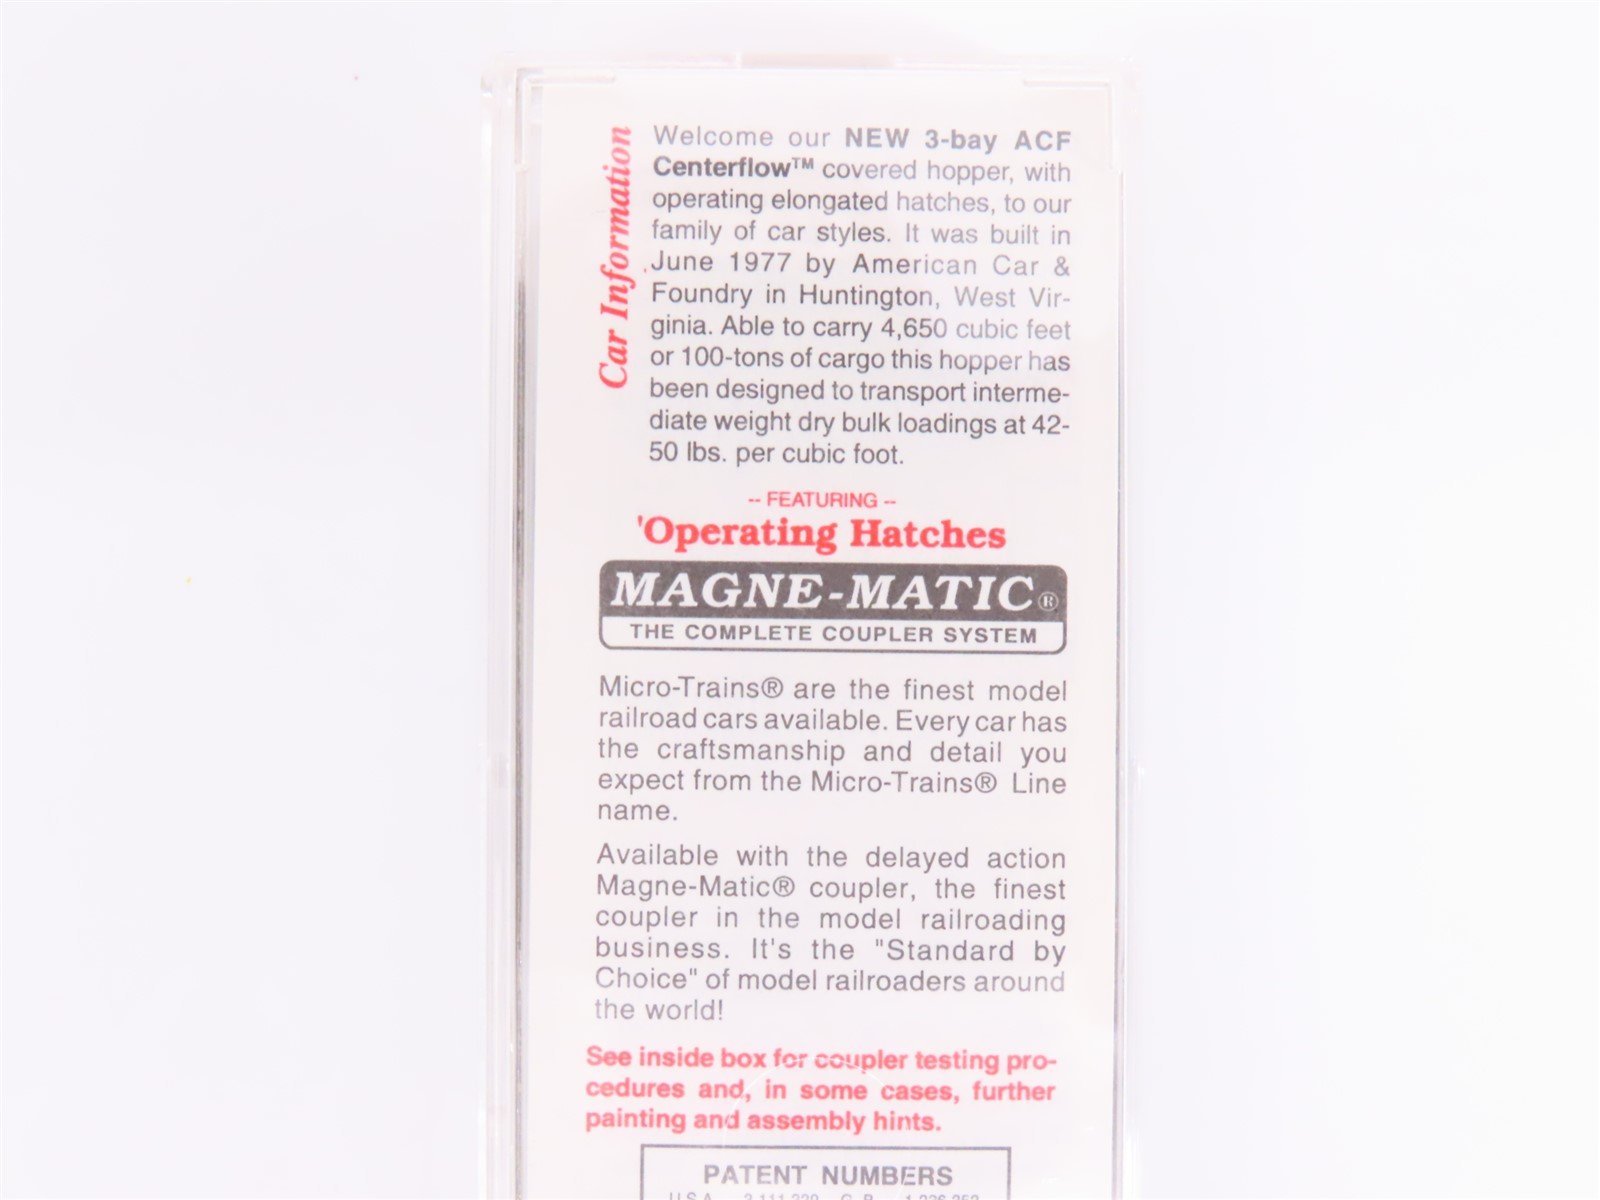 Car Information
Welcome our NEW 3-bay ACF
Centerflow™ covered hopper, with
operating elongated hatches, to our
family of car styles. It was built in
June 1977 by American Car &
Foundry in Huntington, West Vir-
ginia. Able to carry 4,650 cubic feet
or 100-tons of cargo this hopper has
been designed to transport interme-
diate weight dry bulk loadings at 42-
50 lbs. per cubic foot.
-- FEATURING --
'Operating Hatches
MAGNE-MATIC®
THE COMPLETE COUPLER SYSTEM
Micro-Trains® are the finest model
railroad cars available. Every car has
the craftsmanship and detail you
expect from the Micro-Trains® Line
name.
Available with the delayed action
Magne-Matic® coupler, the finest
coupler in the model railroading
business. It's the "Standard by
Choice" of model railroaders around
the world!
See inside box for coupler testing pro-
cedures and, in some cases, further
painting and assembly hints.
PATENT NUMBERS